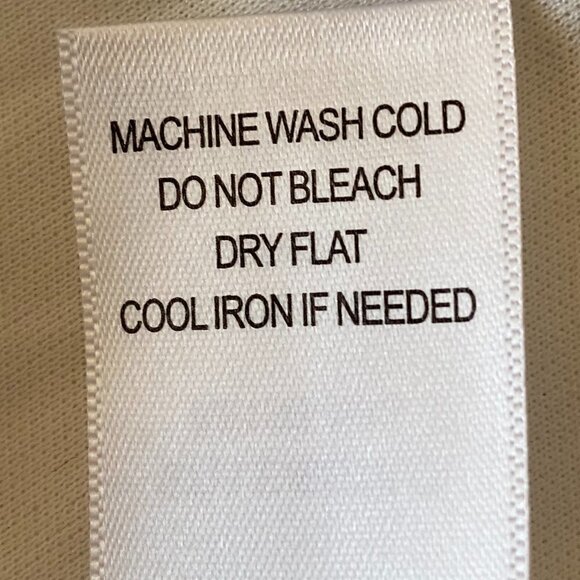 MACHINE WASH COLD
DO NOT BLEACH
DRY FLAT
COOL IRON IF NEEDED